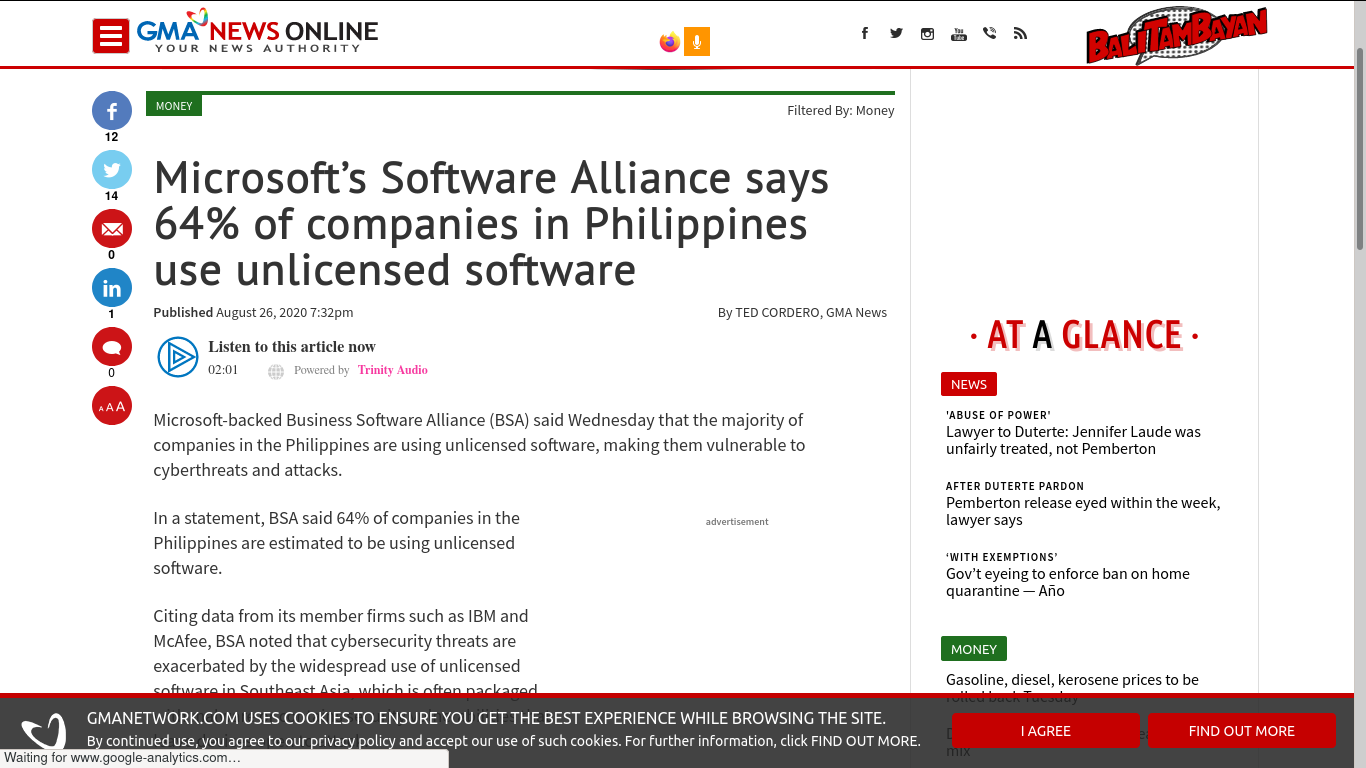 GMA NEWS ONLINE
YOUR NEWS AUTHORITY
You
Tube
BALITAMBAYAN
12
14
0
in
1
0
A A A
MONEY
Filtered By: Money
Microsoft’s Software Alliance says
64% of companies in Philippines
use unlicensed software
Published August 26, 2020 7:32pm
By TED CORDERO, GMA News
Listen to this article now
02:01
Powered by Trinity Audio
Microsoft-backed Business Software Alliance (BSA) said Wednesday that the majority of
companies in the Philippines are using unlicensed software, making them vulnerable to
cyberthreats and attacks.
In a statement, BSA said 64% of companies in the
Philippines are estimated to be using unlicensed
software.
advertisement
Citing data from its member firms such as IBM and
McAfee, BSA noted that cybersecurity threats are
exacerbated by the widespread use of unlicensed
software in Southeast Asia, which is often packaged
· AT A GLANCE ·
NEWS
'ABUSE OF POWER'
Lawyer to Duterte: Jennifer Laude was
unfairly treated, not Pemberton
AFTER DUTERTE PARDON
Pemberton release eyed within the week,
lawyer says
‘WITH EXEMPTIONS’
Gov’t eyeing to enforce ban on home
quarantine — Año
MONEY
Gasoline, diesel, kerosene prices to be
rolled back Tuesday
mix
GMANETWORK.COM USES COOKIES TO ENSURE YOU GET THE BEST EXPERIENCE WHILE BROWSING THE SITE.
By continued use, you agree to our privacy policy and accept our use of such cookies. For further information, click FIND OUT MORE.
I AGREE
FIND OUT MORE
Waiting for www.google-analytics.com…